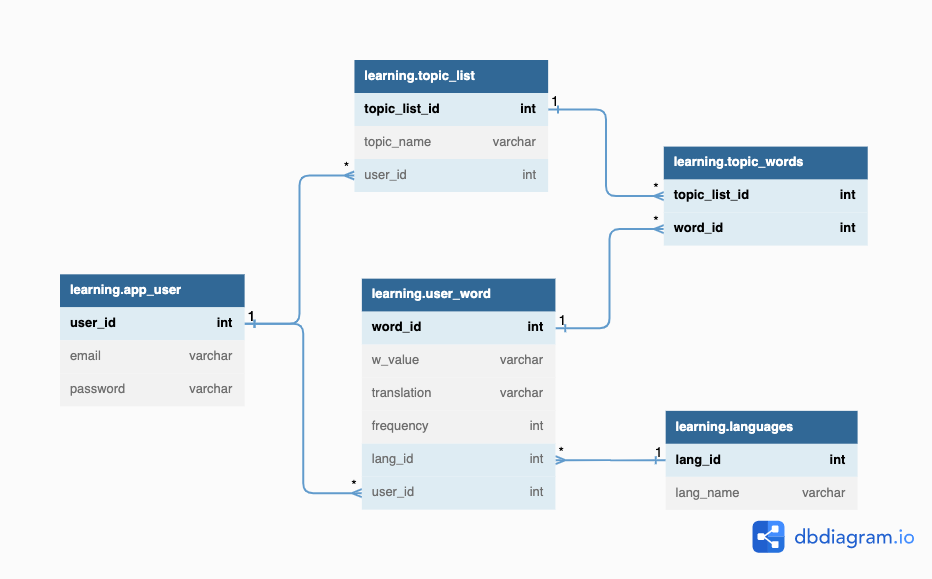 learning.topic_list
topic_list_id int
topic_name varchar
user_id int
learning.topic_words
topic_list_id int
word_id int
learning.app_user
user_id int
email varchar
password varchar
learning.user_word
word_id int
w_value varchar
translation varchar
frequency int
lang_id int
user_id int
learning.languages
lang_id int
lang_name varchar
1
*
*
*
1
1
*
*
1
dbdiagram.io